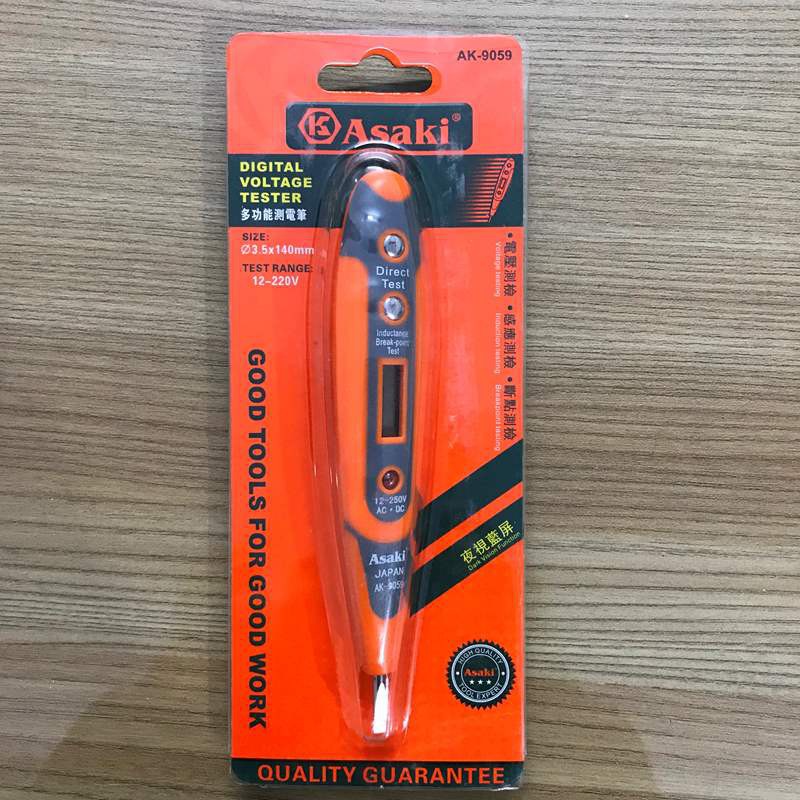 AK-9059
Asaki®
DIGITAL
VOLTAGE
TESTER
多功能測電筆
SIZE:
Ø3.5x140mm
TEST RANGE:
12-220V
Direct
Test
Inductance
Break-point
Test
12-250V
AC·DC
Asaki
JAPAN
AK-9059
•電壓測檢
Voltage testing
•感應測檢
Induction testing
•斷點測檢
Breakpoint testing
夜視藍屏
Dark Vision Function
GOOD TOOLS FOR GOOD WORK
HIGH QUALITY
Asaki
TOOL EXPERT
QUALITY GUARANTEE